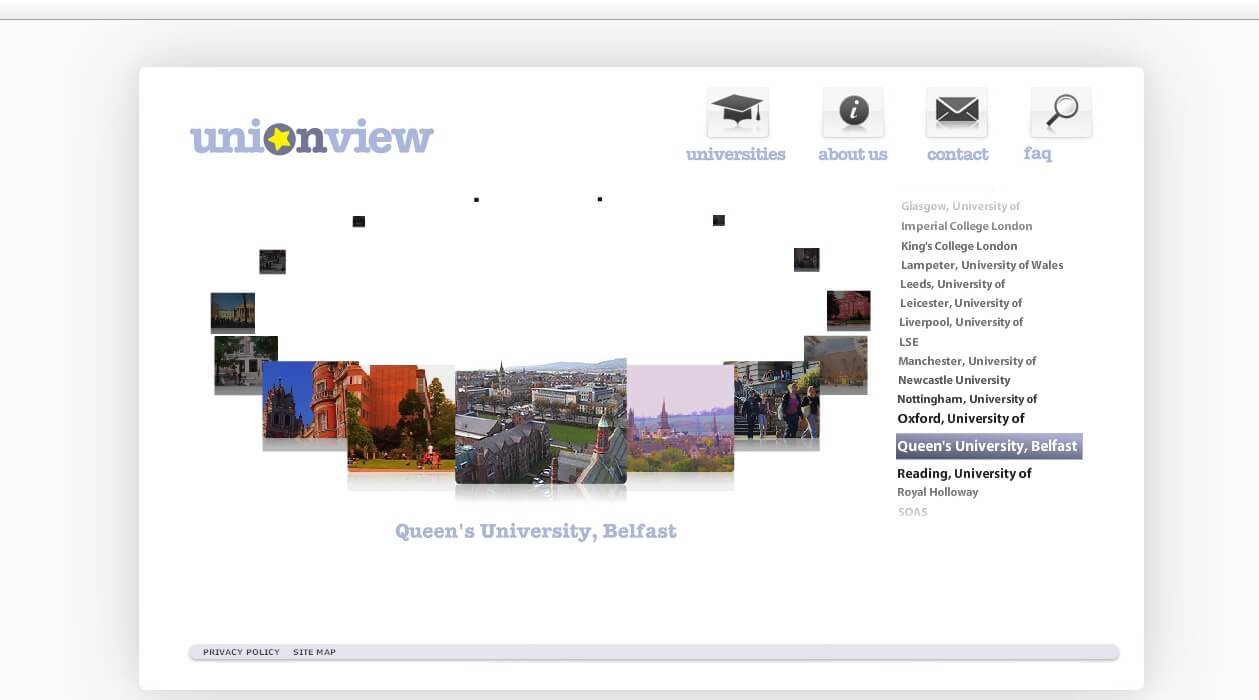 unionview
universities
about us
contact
faq
Glasgow, University of
Imperial College London
King's College London
Lampeter, University of Wales
Leeds, University of
Leicester, University of
Liverpool, University of
LSE
Manchester, University of
Newcastle University
Nottingham, University of
Oxford, University of
Queen's University, Belfast
Reading, University of
Royal Holloway
SOAS
Queen's University, Belfast
PRIVACY POLICY SITE MAP